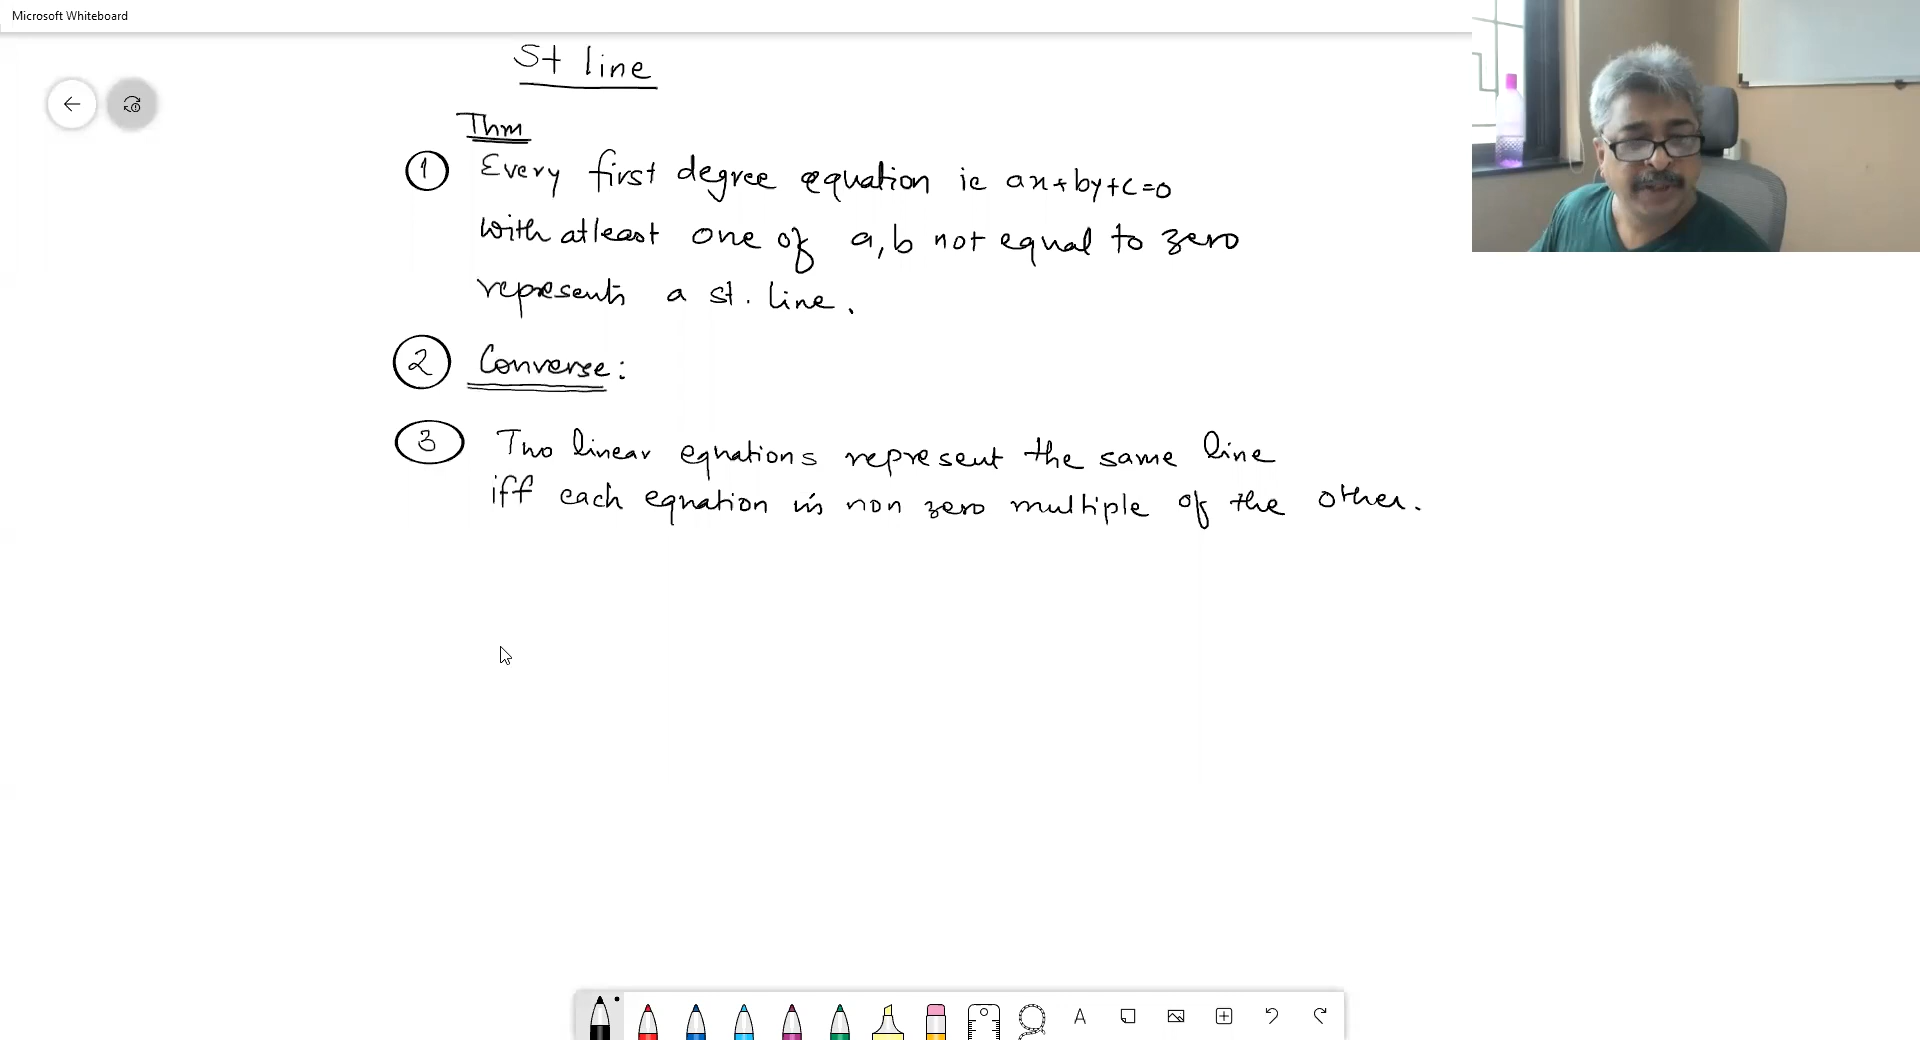 Microsoft Whiteboard
St line
Thm
1 Every first degree equation ie ax+by+c=0
with atleast one of a, b not equal to zero
represents a st. line.
2 Converse:
3 Two linear equations represent the same line
iff each equation is non zero multiple of the other.
A